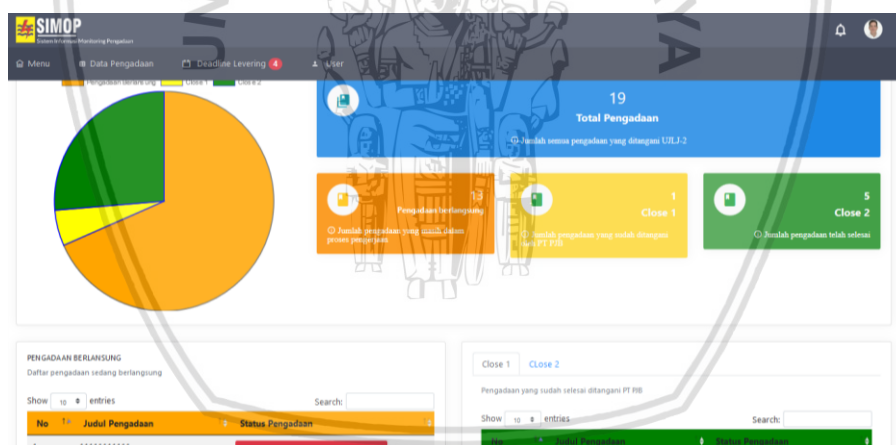 SIMOP
Sistem Informasi Monitoring Pengadaan
Menu
Data Pengadaan
Deadline Levering 4
User
Pengadaan Berlansung Close 1 Close 2
19
Total Pengadaan
Jumlah semua pengadaan yang ditangani UJLJ-2
13
Pengadaan berlangsung
Jumlah pengadaan yang masih dalam
proses pengerjaan
1
Close 1
Jumlah pengadaan yang sudah ditangani
PT PJB
5
Close 2
Jumlah pengadaan telah selesai
PENGADAAN BERLANSUNG
Daftar pengadaan sedang berlangsung
Show 10 entries
Search:
No Judul Pengadaan Status Pengadaan
Close 1 CLose 2
Pengadaan yang sudah selesai ditangani PT PJB
Show 10 entries
Search:
No Judul Pengadaan Status Pengadaan